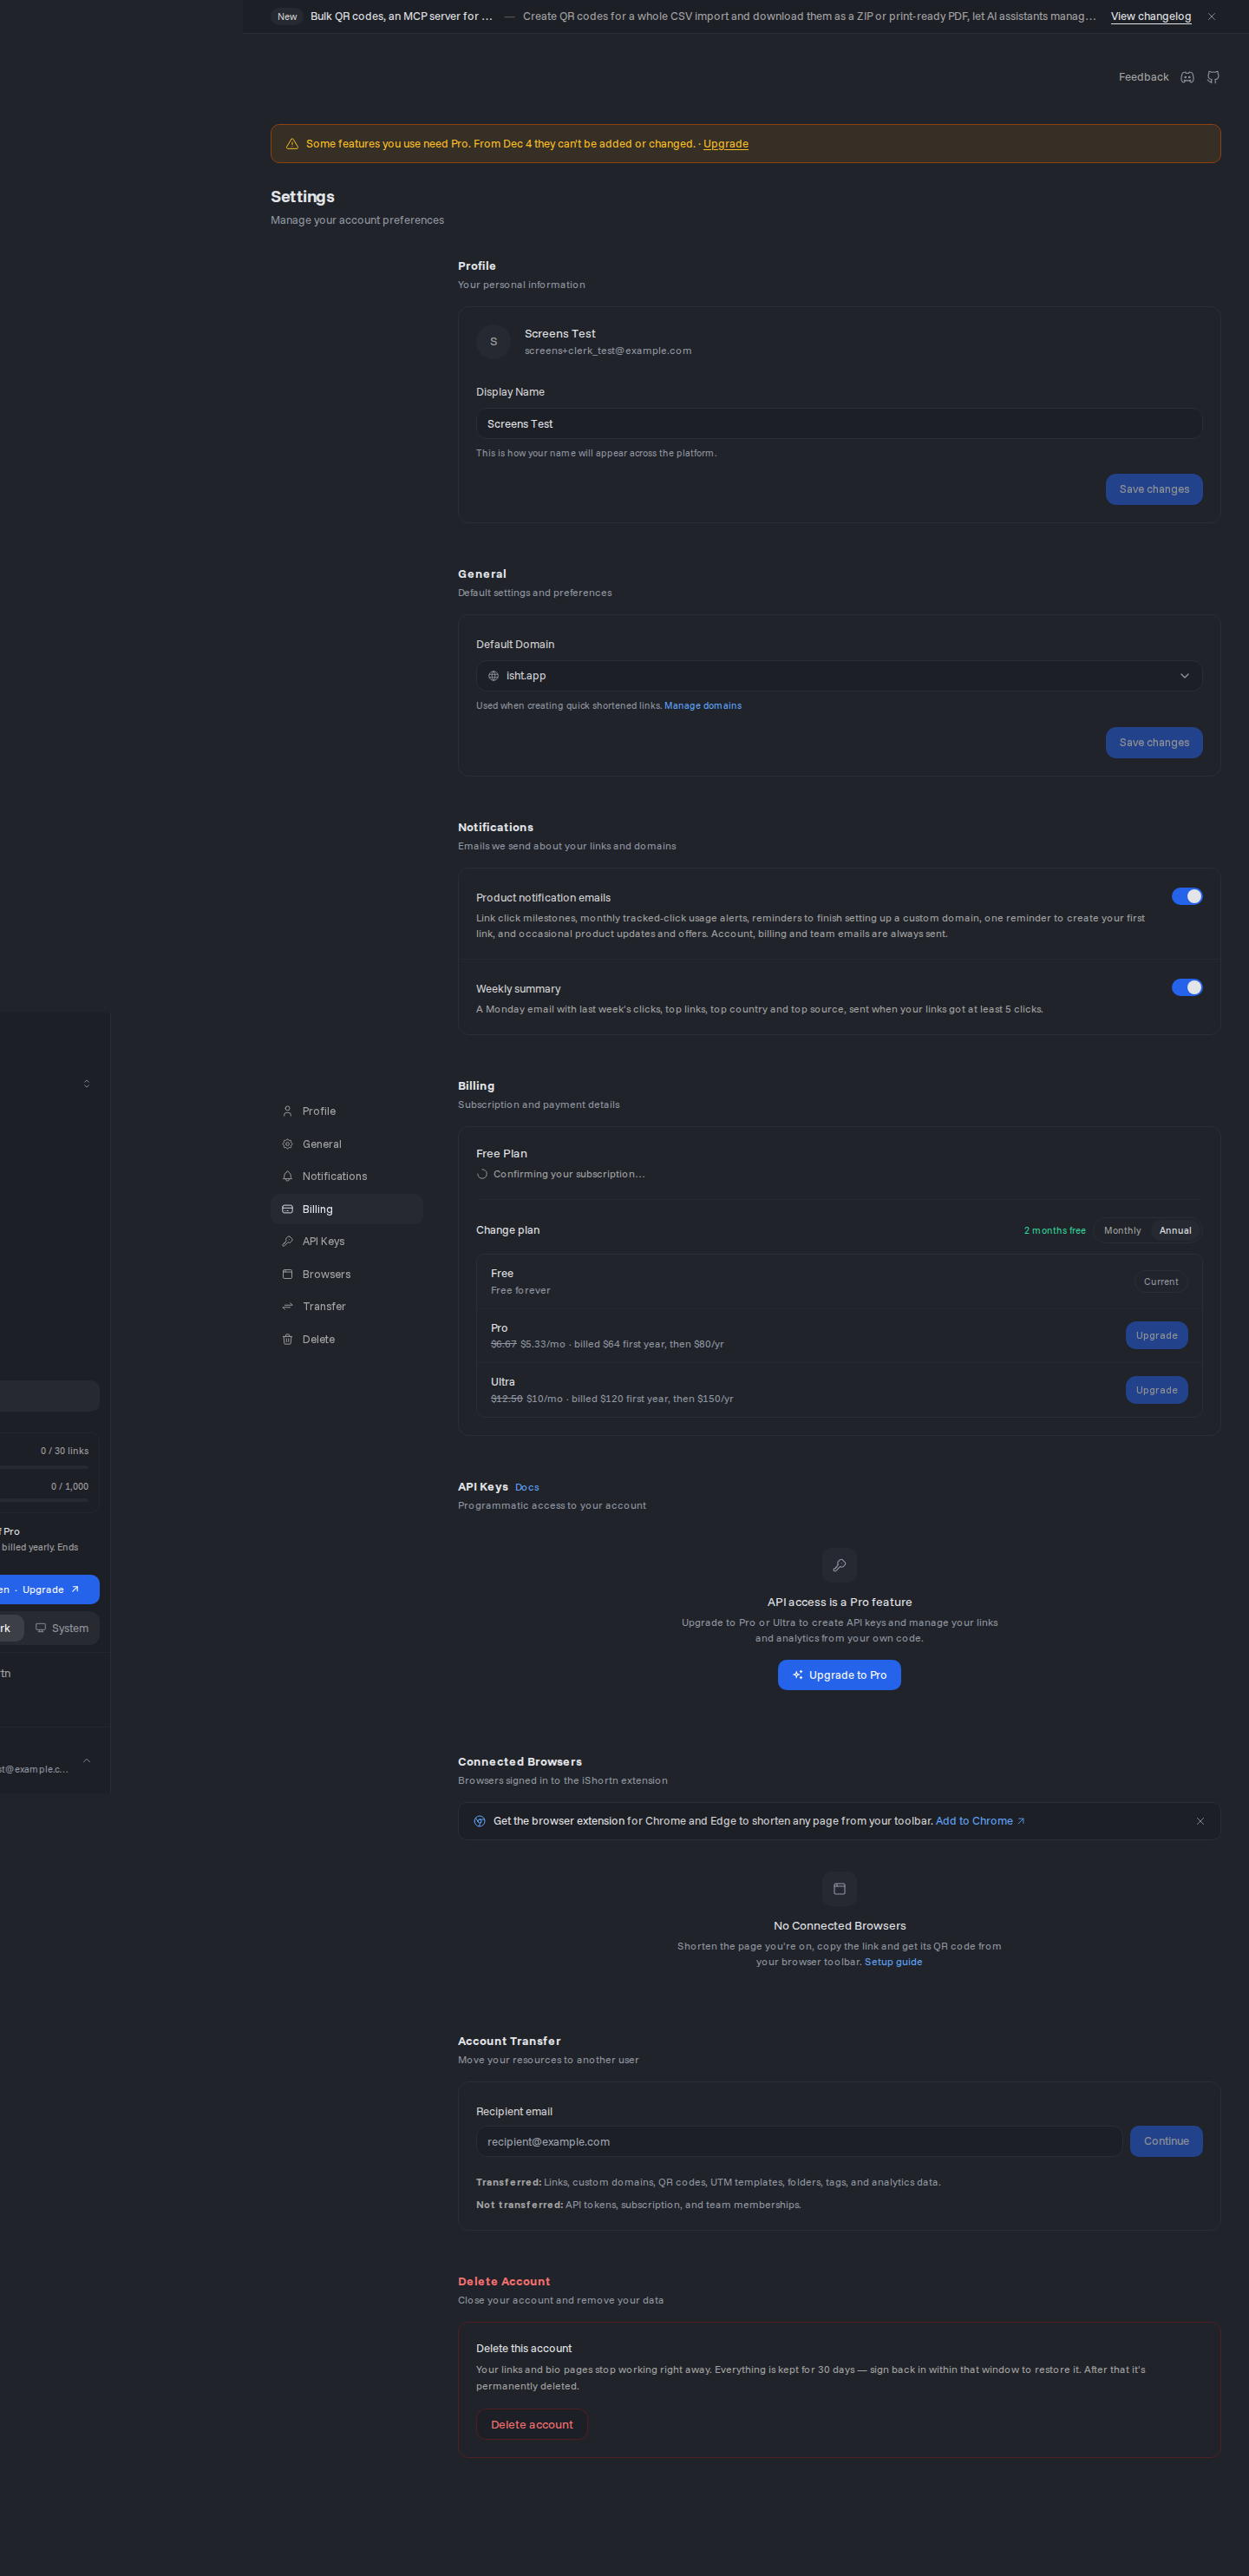 New Bulk QR codes, an MCP server for ... — Create QR codes for a whole CSV import and download them as a ZIP or print-ready PDF, let AI assistants manag... View changelog
Feedback
Some features you use need Pro. From Dec 4 they can't be added or changed. · Upgrade
Settings
Manage your account preferences
Profile
Your personal information
S
Screens Test
screens+clerk_test@example.com
Display Name
Screens Test
This is how your name will appear across the platform.
Save changes
General
Default settings and preferences
Default Domain
isht.app
Used when creating quick shortened links. Manage domains
Save changes
Notifications
Emails we send about your links and domains
Product notification emails
Link click milestones, monthly tracked-click usage alerts, reminders to finish setting up a custom domain, one reminder to create your first
link, and occasional product updates and offers. Account, billing and team emails are always sent.
Weekly summary
A Monday email with last week's clicks, top links, top country and top source, sent when your links got at least 5 clicks.
Profile
General
Notifications
Billing
API Keys
Browsers
Transfer
Delete
0 / 30 links
0 / 1,000
f Pro
billed yearly. Ends
en · Upgrade
rk
System
rtn
st@example.c...
Billing
Subscription and payment details
Free Plan
Confirming your subscription...
Change plan
2 months free
Monthly
Annual
Free
Free forever
Current
Pro
$6.67 $5.33/mo · billed $64 first year, then $80/yr
Upgrade
Ultra
$12.50 $10/mo · billed $120 first year, then $150/yr
Upgrade
API Keys Docs
Programmatic access to your account
API access is a Pro feature
Upgrade to Pro or Ultra to create API keys and manage your links
and analytics from your own code.
Upgrade to Pro
Connected Browsers
Browsers signed in to the iShortn extension
Get the browser extension for Chrome and Edge to shorten any page from your toolbar. Add to Chrome
No Connected Browsers
Shorten the page you're on, copy the link and get its QR code from
your browser toolbar. Setup guide
Account Transfer
Move your resources to another user
Recipient email
recipient@example.com
Continue
Transferred: Links, custom domains, QR codes, UTM templates, folders, tags, and analytics data.
Not transferred: API tokens, subscription, and team memberships.
Delete Account
Close your account and remove your data
Delete this account
Your links and bio pages stop working right away. Everything is kept for 30 days — sign back in within that window to restore it. After that it's
permanently deleted.
Delete account